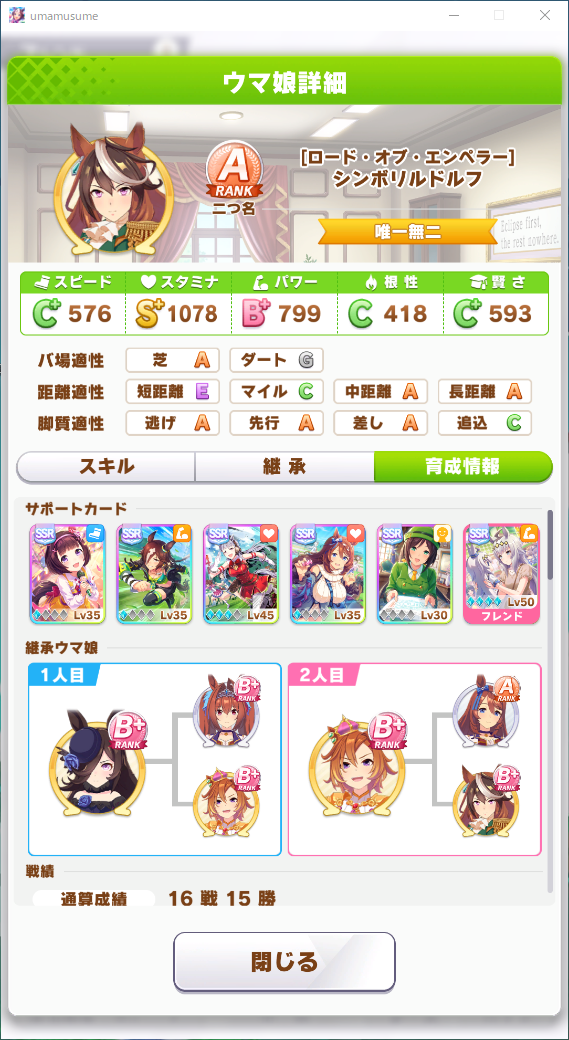 umamusume
ウマ娘詳細
A
RANK
二つ名
[ロード・オブ・エンペラー]
シンボリルドルフ
唯一無二
Eclipse first,
the rest nowhere.
スピード スタミナ パワー 根性 賢さ
C+ 576 S+ 1078 B+ 799 C 418 C+ 593
バ場適性 芝 A ダート G
距離適性 短距離 E マイル C 中距離 A 長距離 A
脚質適性 逃げ A 先行 A 差し A 追込 C
スキル 継承 育成情報
サポートカード
SSR SSR SSR SSR SSR SSR
Lv35 Lv35 Lv45 Lv35 Lv30 Lv50
フレンド
継承ウマ娘
1人目 2人目
B+ RANK A RANK
B+ RANK B+ RANK
B+ RANK B+ RANK
戦績
通算成績 16 戦 15 勝
閉じる